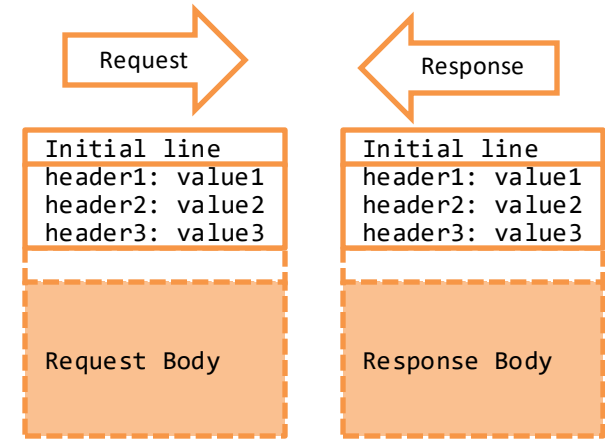 Request
Response
Initial line
header1: value1
header2: value2
header3: value3
Request Body
Initial line
header1: value1
header2: value2
header3: value3
Response Body